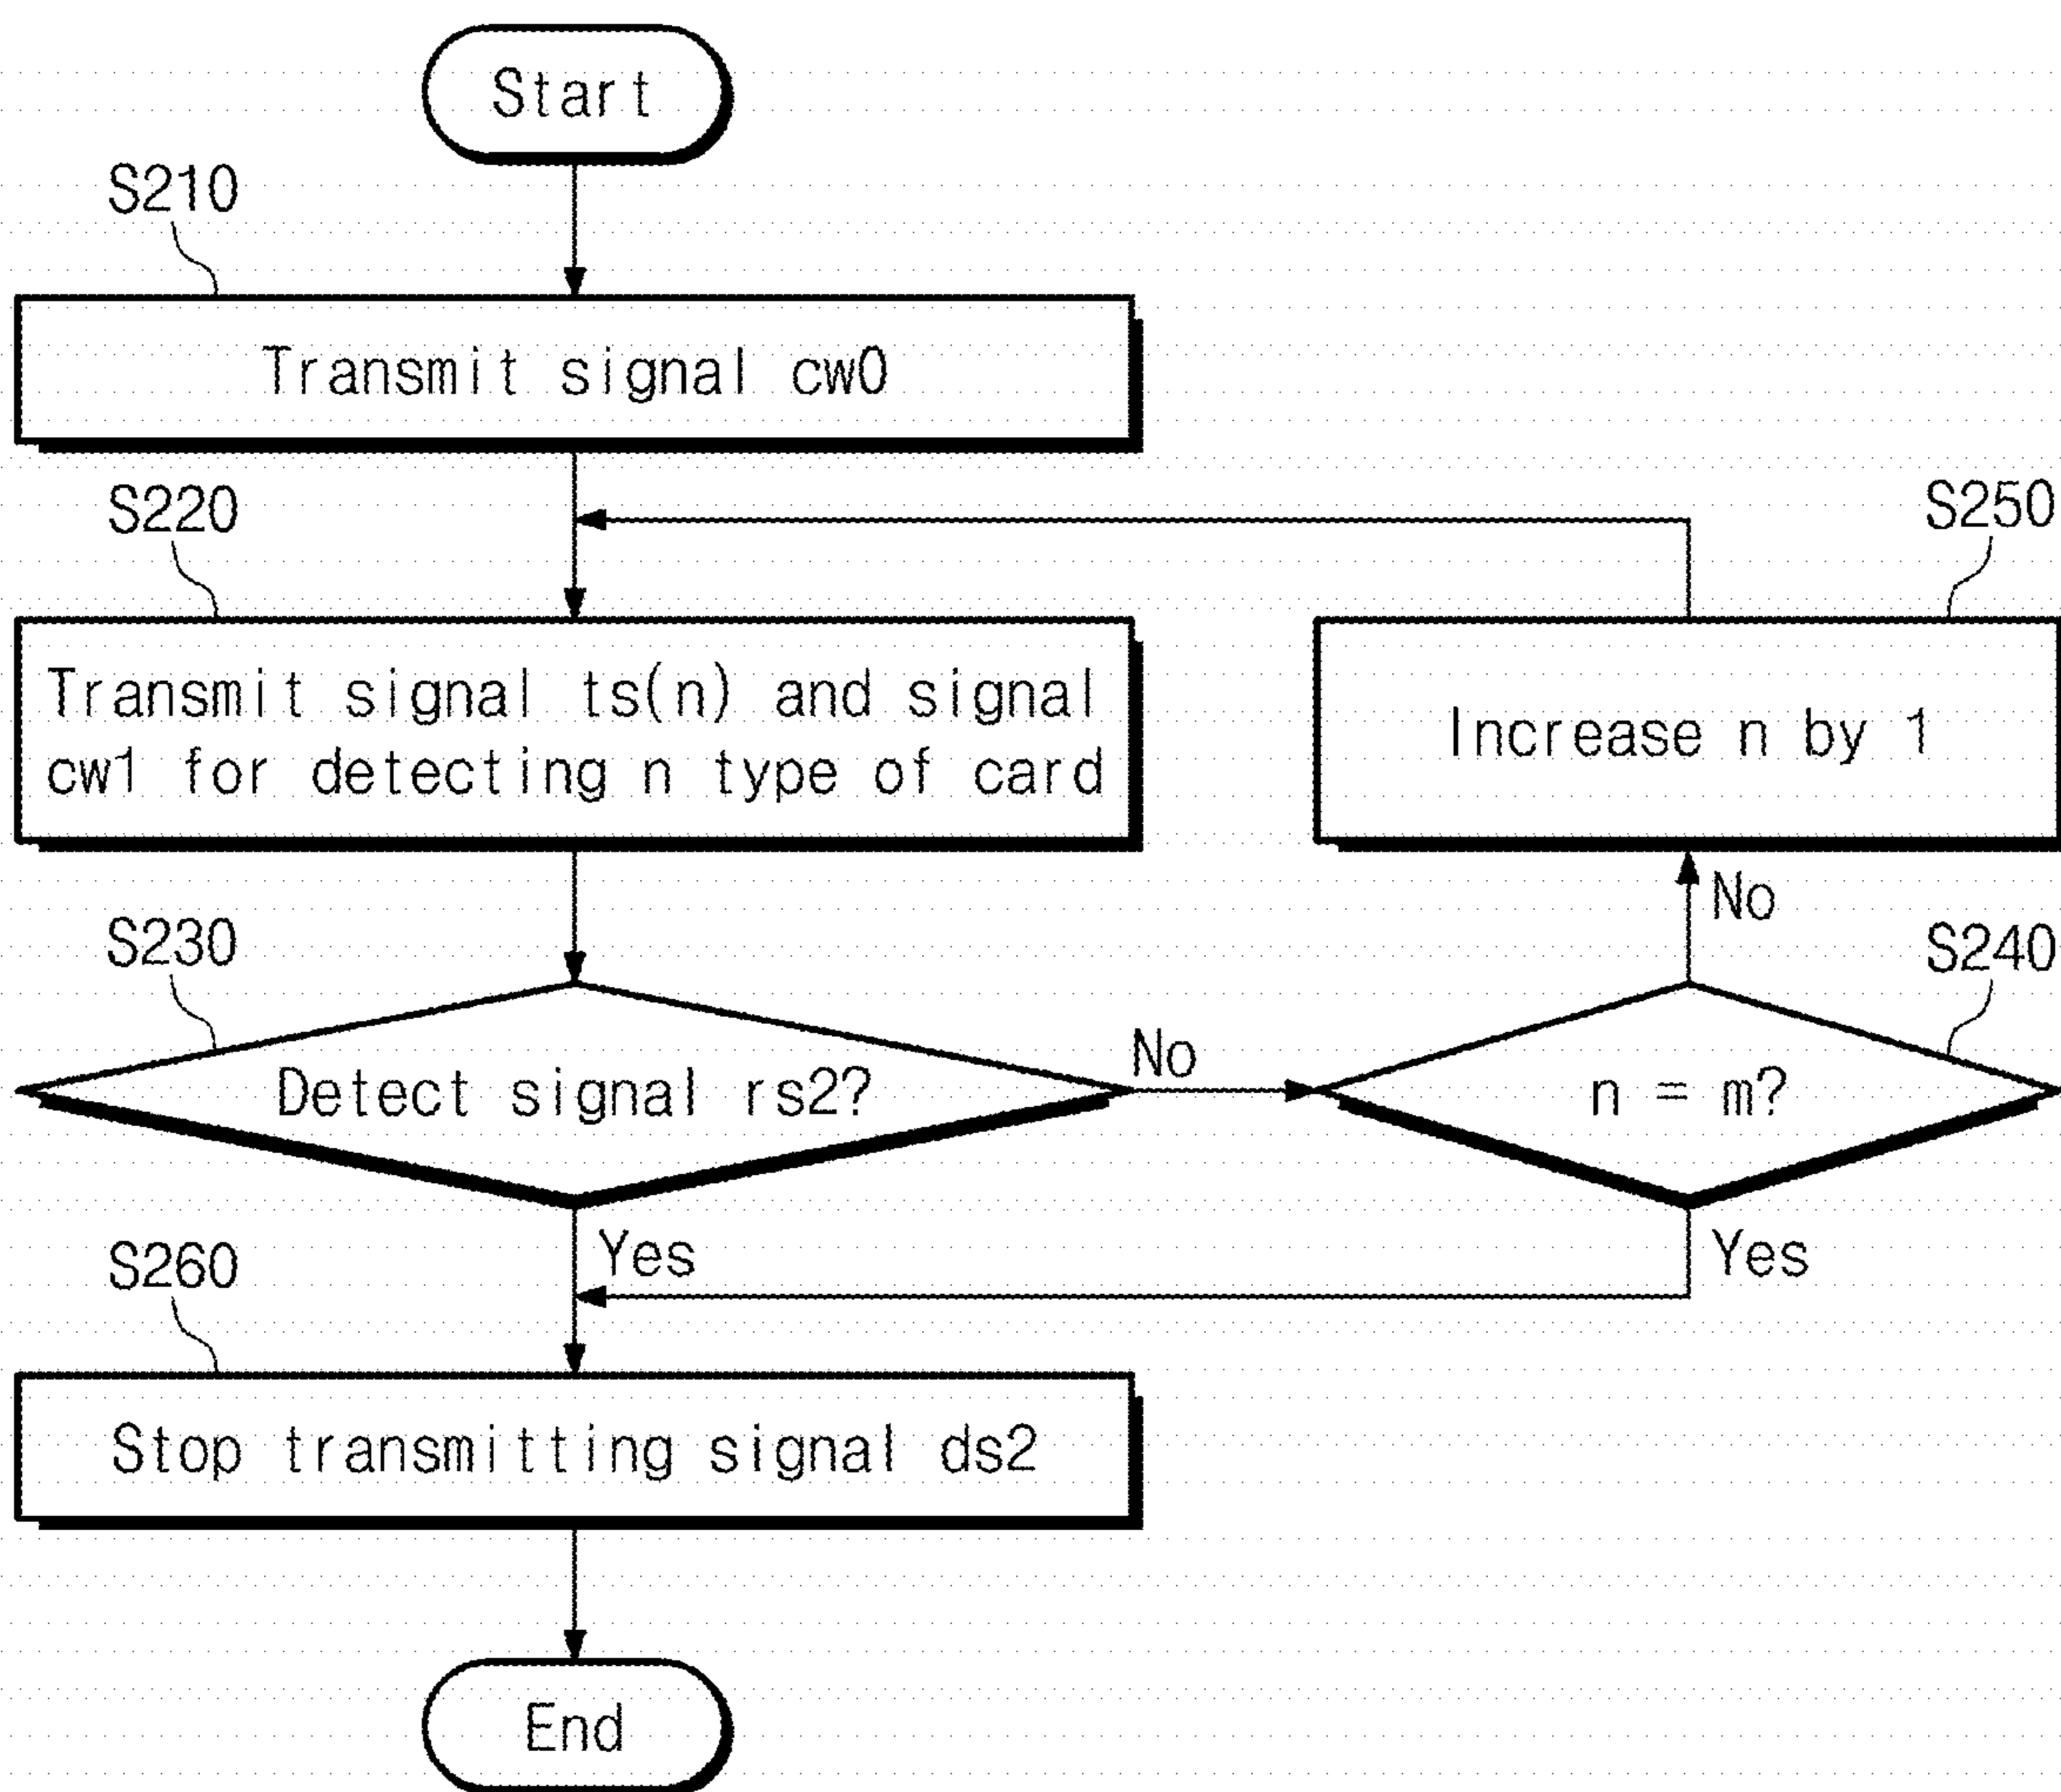 Start
S210
Transmit signal cw0
S220
S250
Transmit signal ts(n) and signal
cw1 for detecting n type of card
Increase n by 1
No
S230
S240
Detect signal rs2?
No
n = m?
Yes
Yes
S260
Stop transmitting signal ds2
End